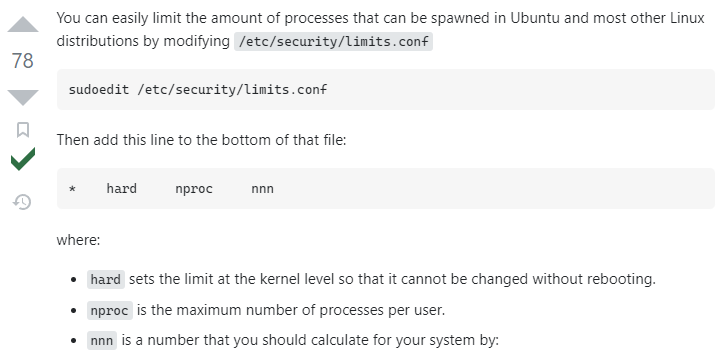 You can easily limit the amount of processes that can be spawned in Ubuntu and most other Linux
distributions by modifying /etc/security/limits.conf
78
sudoedit /etc/security/limits.conf
Then add this line to the bottom of that file:
*    hard     nproc     nnn
where:
• hard sets the limit at the kernel level so that it cannot be changed without rebooting.
• nproc is the maximum number of processes per user.
• nnn is a number that you should calculate for your system by: